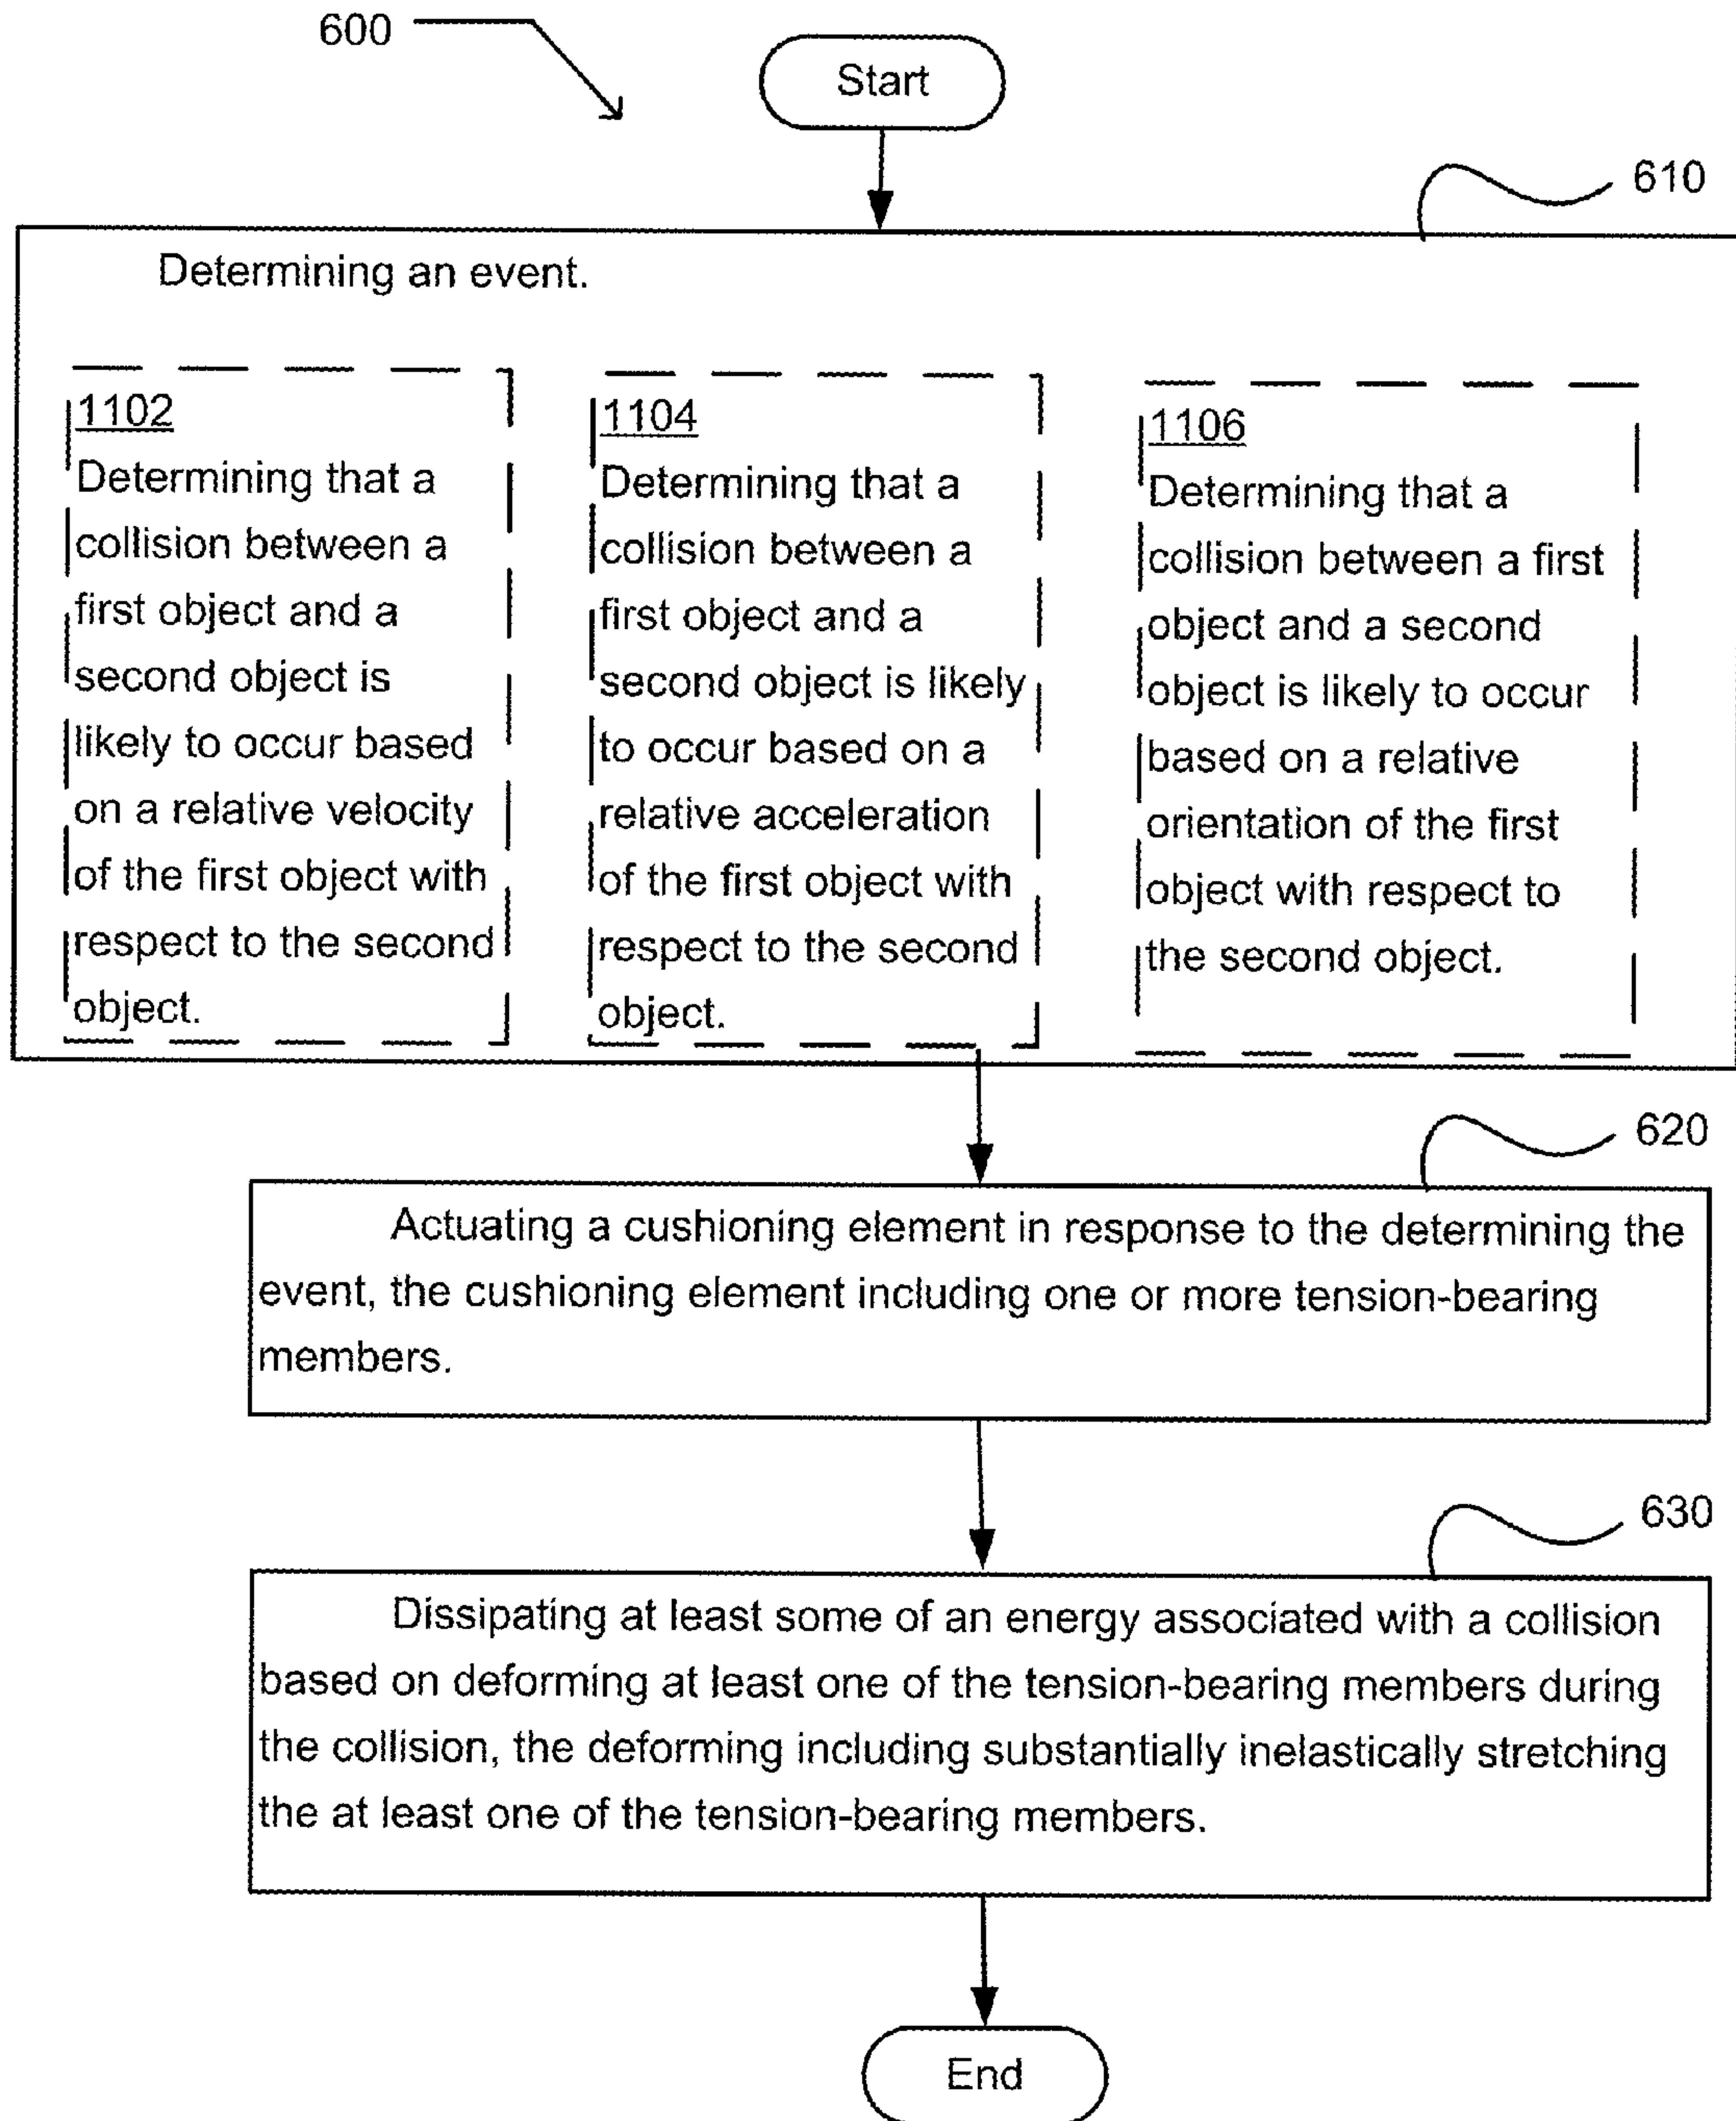 600
Start
610
Determining an event.
1102
Determining that a
collision between a
first object and a
second object is
likely to occur based
on a relative velocity
of the first object with
respect to the second
object.
1104
Determining that a
collision between a
first object and a
second object is likely
to occur based on a
relative acceleration
of the first object with
respect to the second
object.
1106
Determining that a
collision between a first
object and a second
object is likely to occur
based on a relative
orientation of the first
object with respect to
the second object.
620
Actuating a cushioning element in response to the determining the
event, the cushioning element including one or more tension-bearing
members.
630
Dissipating at least some of an energy associated with a collision
based on deforming at least one of the tension-bearing members during
the collision, the deforming including substantially inelastically stretching
the at least one of the tension-bearing members.
End